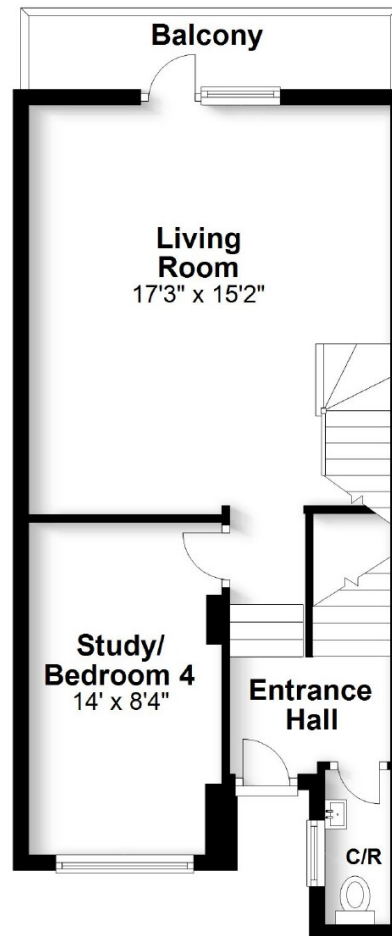 Balcony
Living
Room
17'3" x 15'2"
Study/
Bedroom 4
14' x 8'4"
Entrance
Hall
C/R